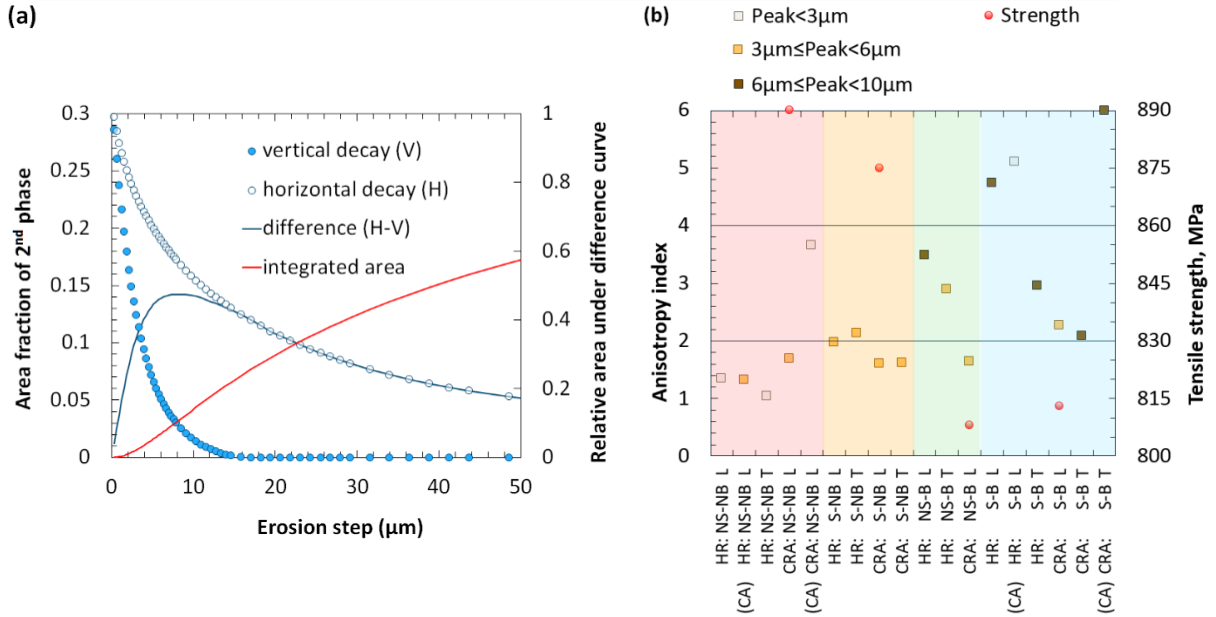 (a)
0.3
0.25
0.2
0.15
0.1
0.05
0
1
0.8
0.6
0.4
0.2
0
0
10
20
30
40
50
Area fraction of 2nd phase
Relative area under difference curve
Erosion step (µm)
vertical decay (V)
horizontal decay (H)
difference (H-V)
integrated area
(b)
Peak<3µm
Strength
3µm≤Peak<6µm
6µm≤Peak<10µm
6
5
4
3
2
1
0
890
875
860
845
830
815
800
Anisotropy index
Tensile strength, MPa
HR: NS-NB L
(CA) HR: NS-NB L
HR: NS-NB T
CRA: NS-NB L
(CA) CRA: NS-NB L
HR: S-NB L
HR: S-NB T
CRA: S-NB L
CRA: S-NB T
HR: NS-B L
HR: NS-B T
CRA: NS-B L
HR: S-B L
(CA) HR: S-B L
HR: S-B T
CRA: S-B L
CRA: S-B T
(CA) CRA: S-B T